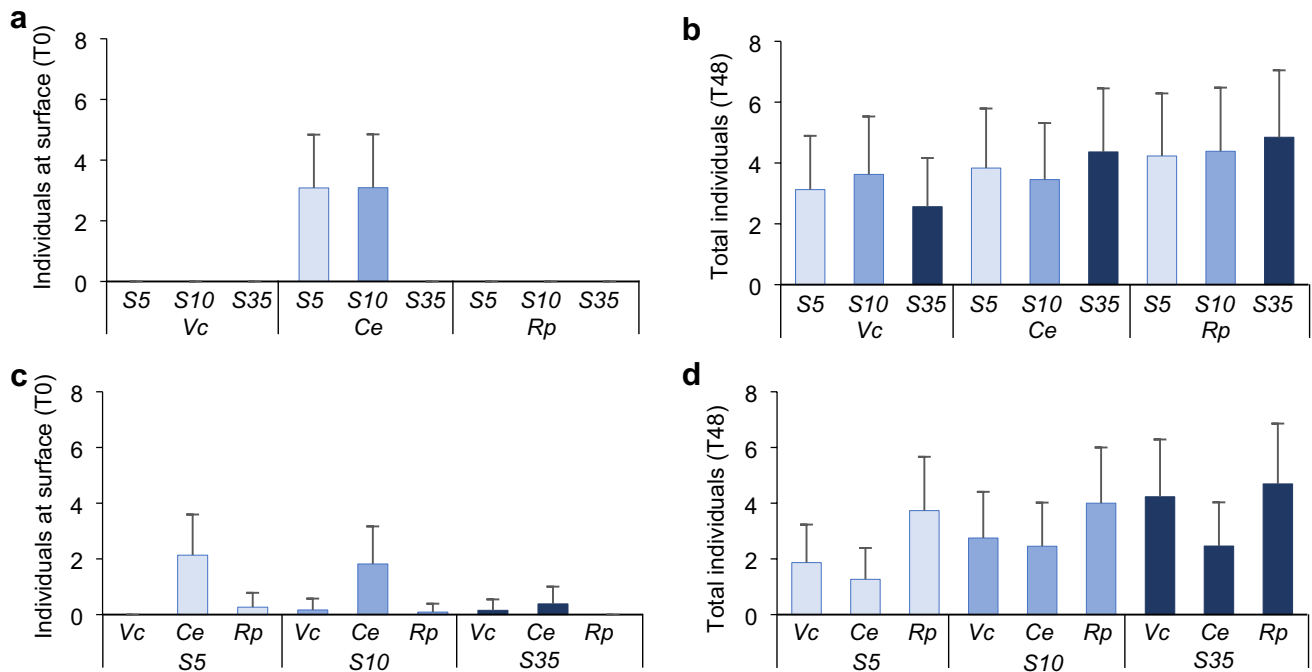 a
Individuals at surface (T0)
8
6
4
2
0
S5 S10 S35 S5 S10 S35 S5 S10 S35
Vc Ce Rp
b
Total individuals (T48)
8
6
4
2
0
S5 S10 S35 S5 S10 S35 S5 S10 S35
Vc Ce Rp
c
Individuals at surface (T0)
8
6
4
2
0
Vc Ce Rp Vc Ce Rp Vc Ce Rp
S5 S10 S35
d
Total individuals (T48)
8
6
4
2
0
Vc Ce Rp Vc Ce Rp Vc Ce Rp
S5 S10 S35